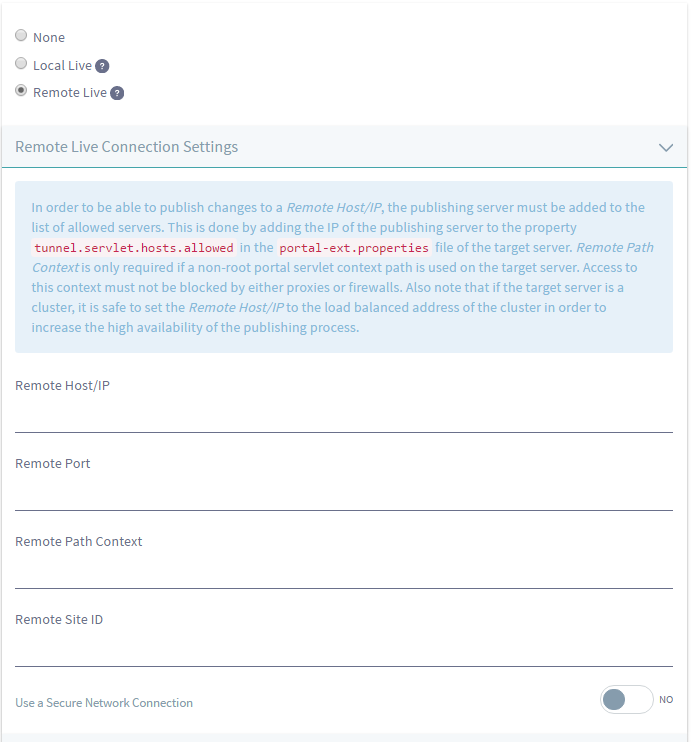 None
Local Live ?
Remote Live ?
Remote Live Connection Settings
In order to be able to publish changes to a Remote Host/IP, the publishing server must be added to the
list of allowed servers. This is done by adding the IP of the publishing server to the property
tunnel.servlet.hosts.allowed in the portal-ext.properties file of the target server. Remote Path
Context is only required if a non-root portal servlet context path is used on the target server. Access to
this context must not be blocked by either proxies or firewalls. Also note that if the target server is a
cluster, it is safe to set the Remote Host/IP to the load balanced address of the cluster in order to
increase the high availability of the publishing process.
Remote Host/IP
Remote Port
Remote Path Context
Remote Site ID
Use a Secure Network Connection NO